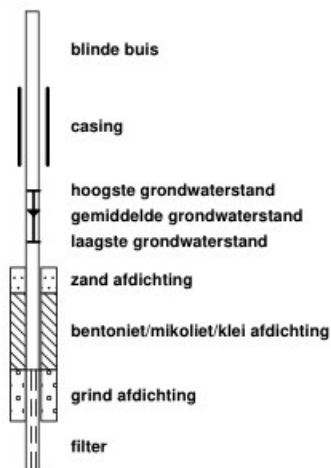 blinde buis
casing
hoogste grondwaterstand
gemiddelde grondwaterstand
laagste grondwaterstand
zand afdichting
bentoniet/mikoliet/klei afdichting
grind afdichting
filter